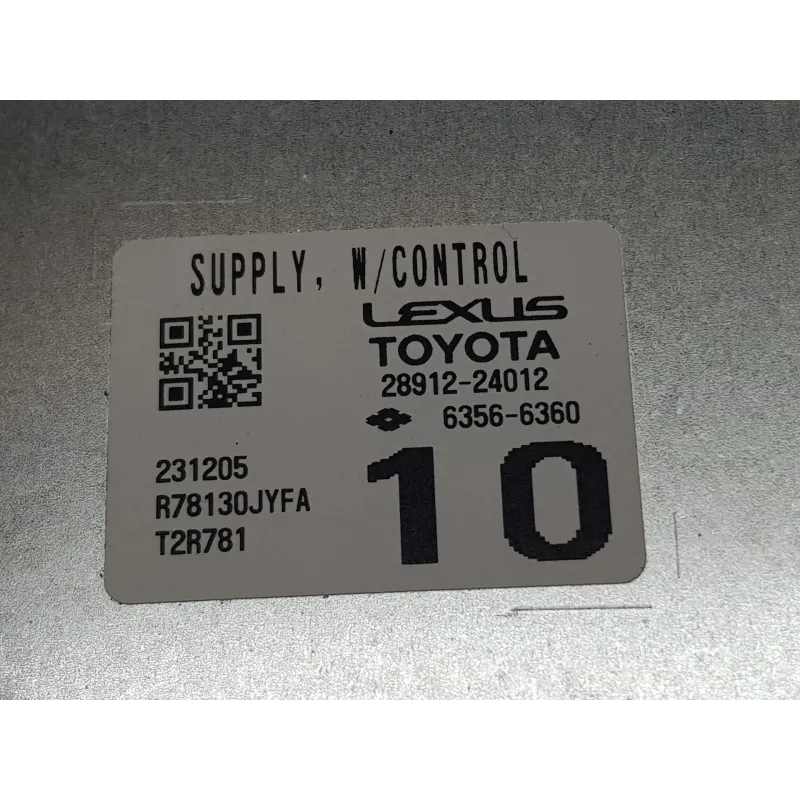 SUPPLY, W/CONTROL
LEXUS
TOYOTA
28912-24012
6356-6360
231205
R78130JYFA
T2R781
10